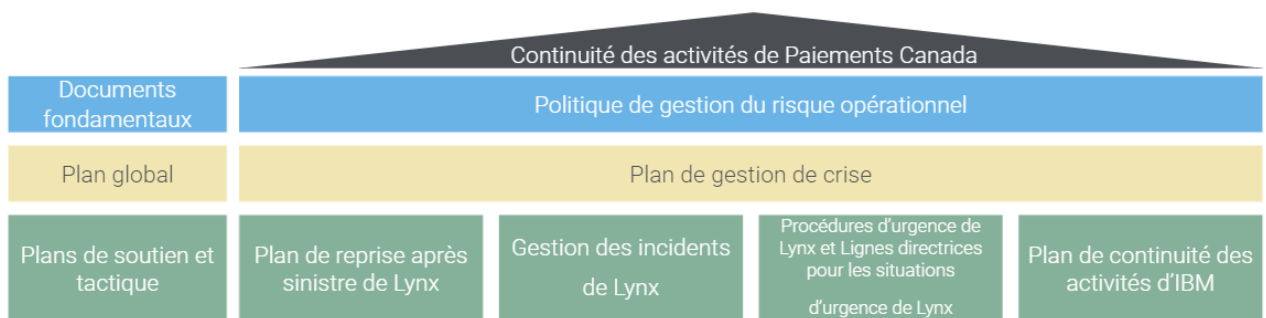 Continuité des activités de Paiements Canada
Documents
fondamentaux
Politique de gestion du risque opérationnel
Plan global
Plan de gestion de crise
Plans de soutien et
tactique
Plan de reprise après
sinistre de Lynx
Gestion des incidents
de Lynx
Procédures d'urgence de
Lynx et Lignes directrices
pour les situations
d'urgence de Lynx
Plan de continuité des
activités d'IBM